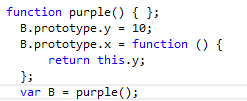 function purple() { };
B.prototype.y = 10;
B.prototype.x = function () {
return this.y;
};
var B = purple();